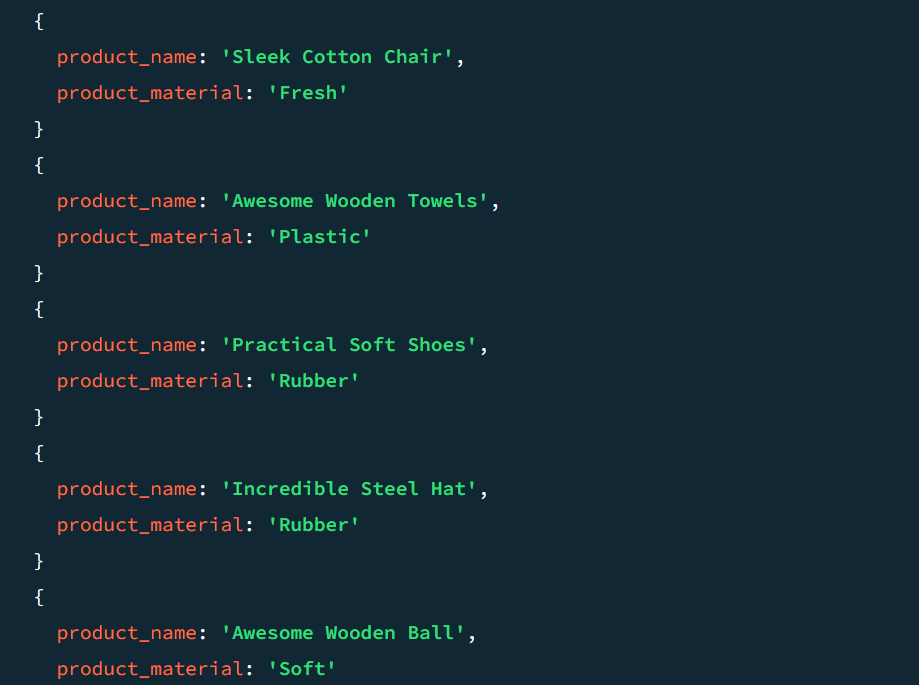 {
product_name: 'Sleek Cotton Chair',
product_material: 'Fresh'
}
{
product_name: 'Awesome Wooden Towels',
product_material: 'Plastic'
}
{
product_name: 'Practical Soft Shoes',
product_material: 'Rubber'
}
{
product_name: 'Incredible Steel Hat',
product_material: 'Rubber'
}
{
product_name: 'Awesome Wooden Ball',
product_material: 'Soft'